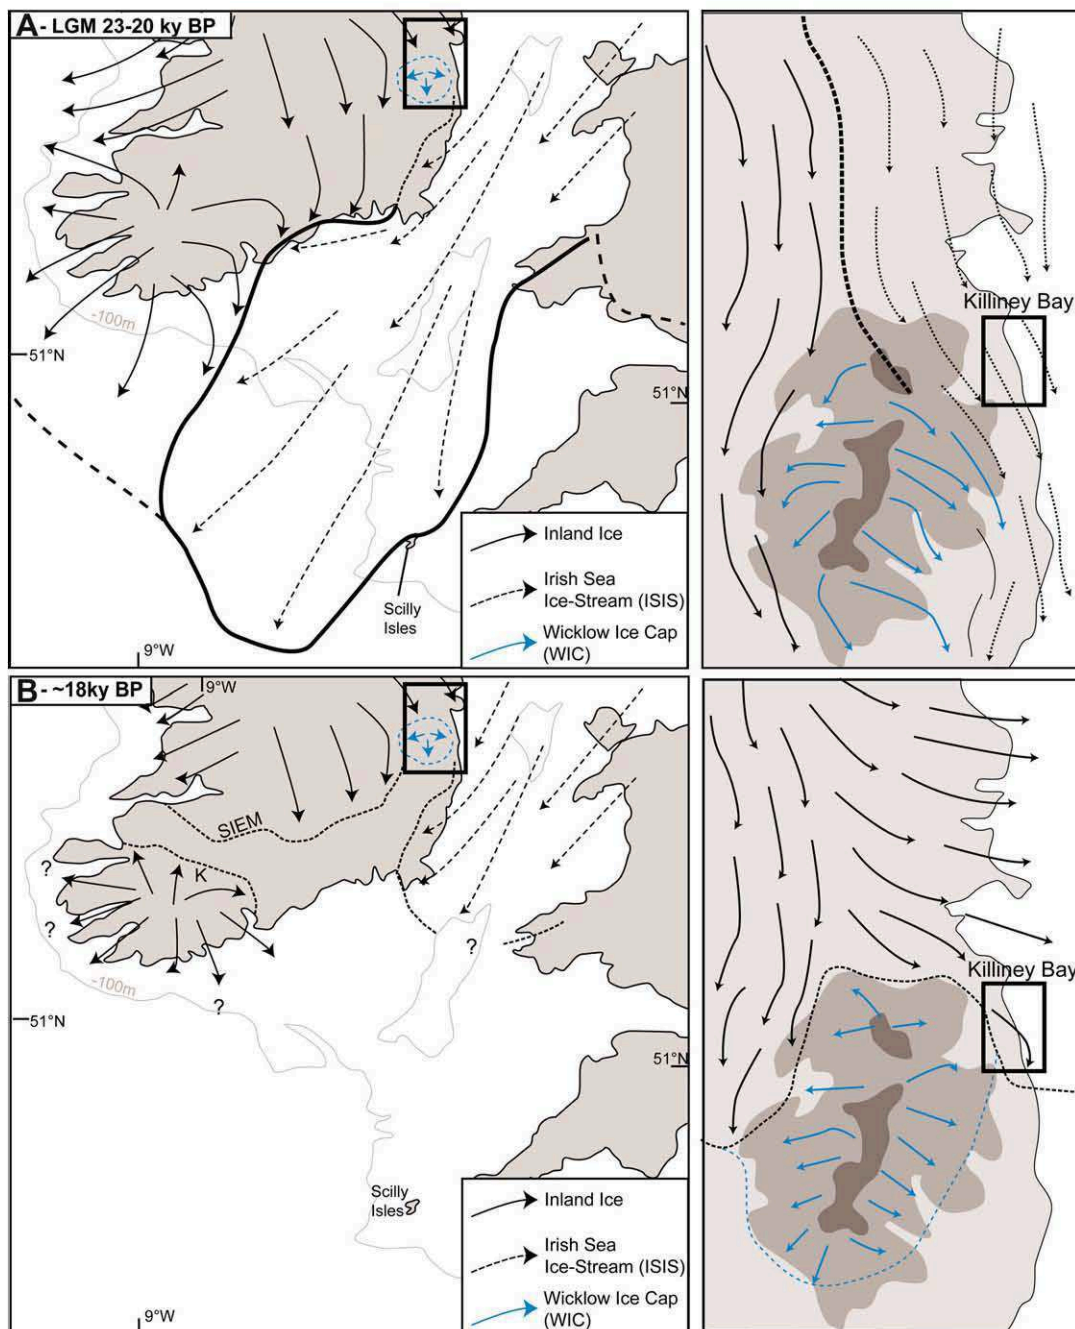 A - LGM 23-20 ky BP
Killiney Bay
-100m
51°N
51°N
Inland Ice
Irish Sea
Ice-Stream (ISIS)
Scilly
Isles
Wicklow Ice Cap
(WIC)
9°W
B - ~18ky BP
9°W
SIEM
?
K
?
?
Killiney Bay
-100m
?
51°N
51°N
Scilly
Isles
Inland Ice
Irish Sea
Ice-Stream (ISIS)
Wicklow Ice Cap
(WIC)
9°W